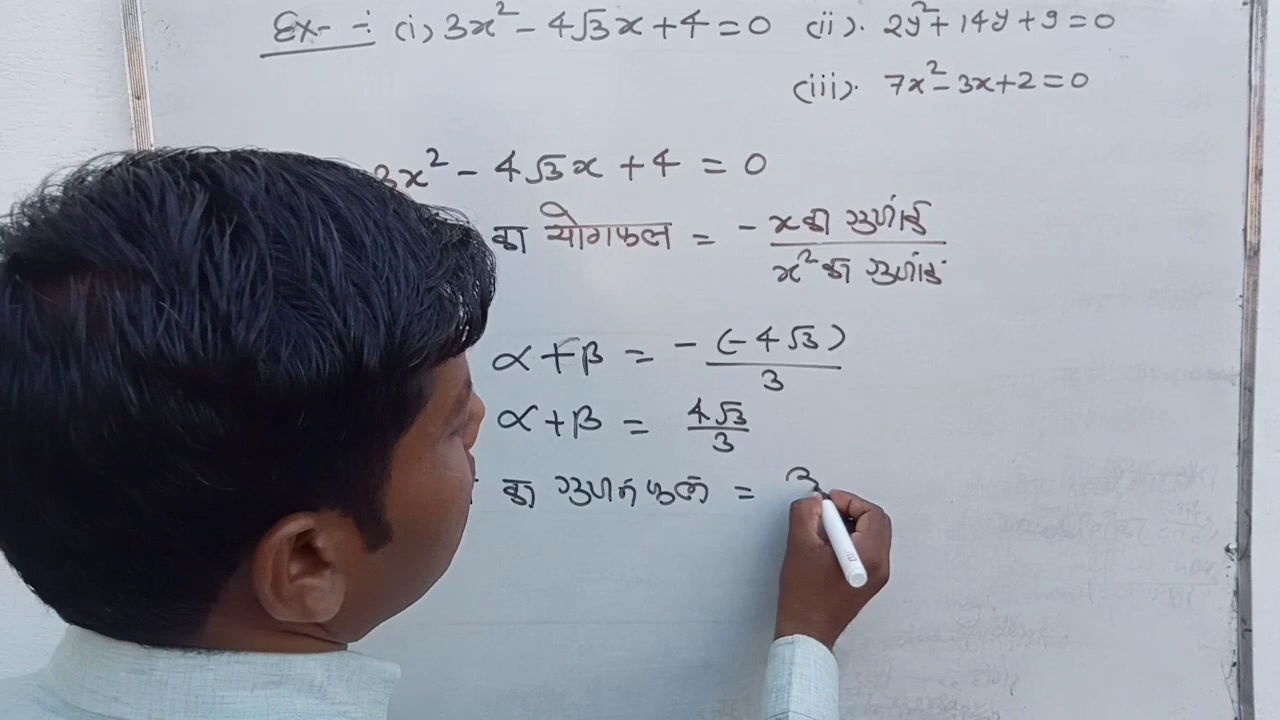 Ex- :- (i) 3x² - 4√3x + 4 = 0 (ii). 2y² + 14y + 9 = 0
(iii). 7x² - 3x + 2 = 0
3x² - 4√3x + 4 = 0
का योगफल = - x का गुणांक / x² का गुणांक
α + β = - (-4√3) / 3
α + β = 4√3 / 3
का गुणनफल =